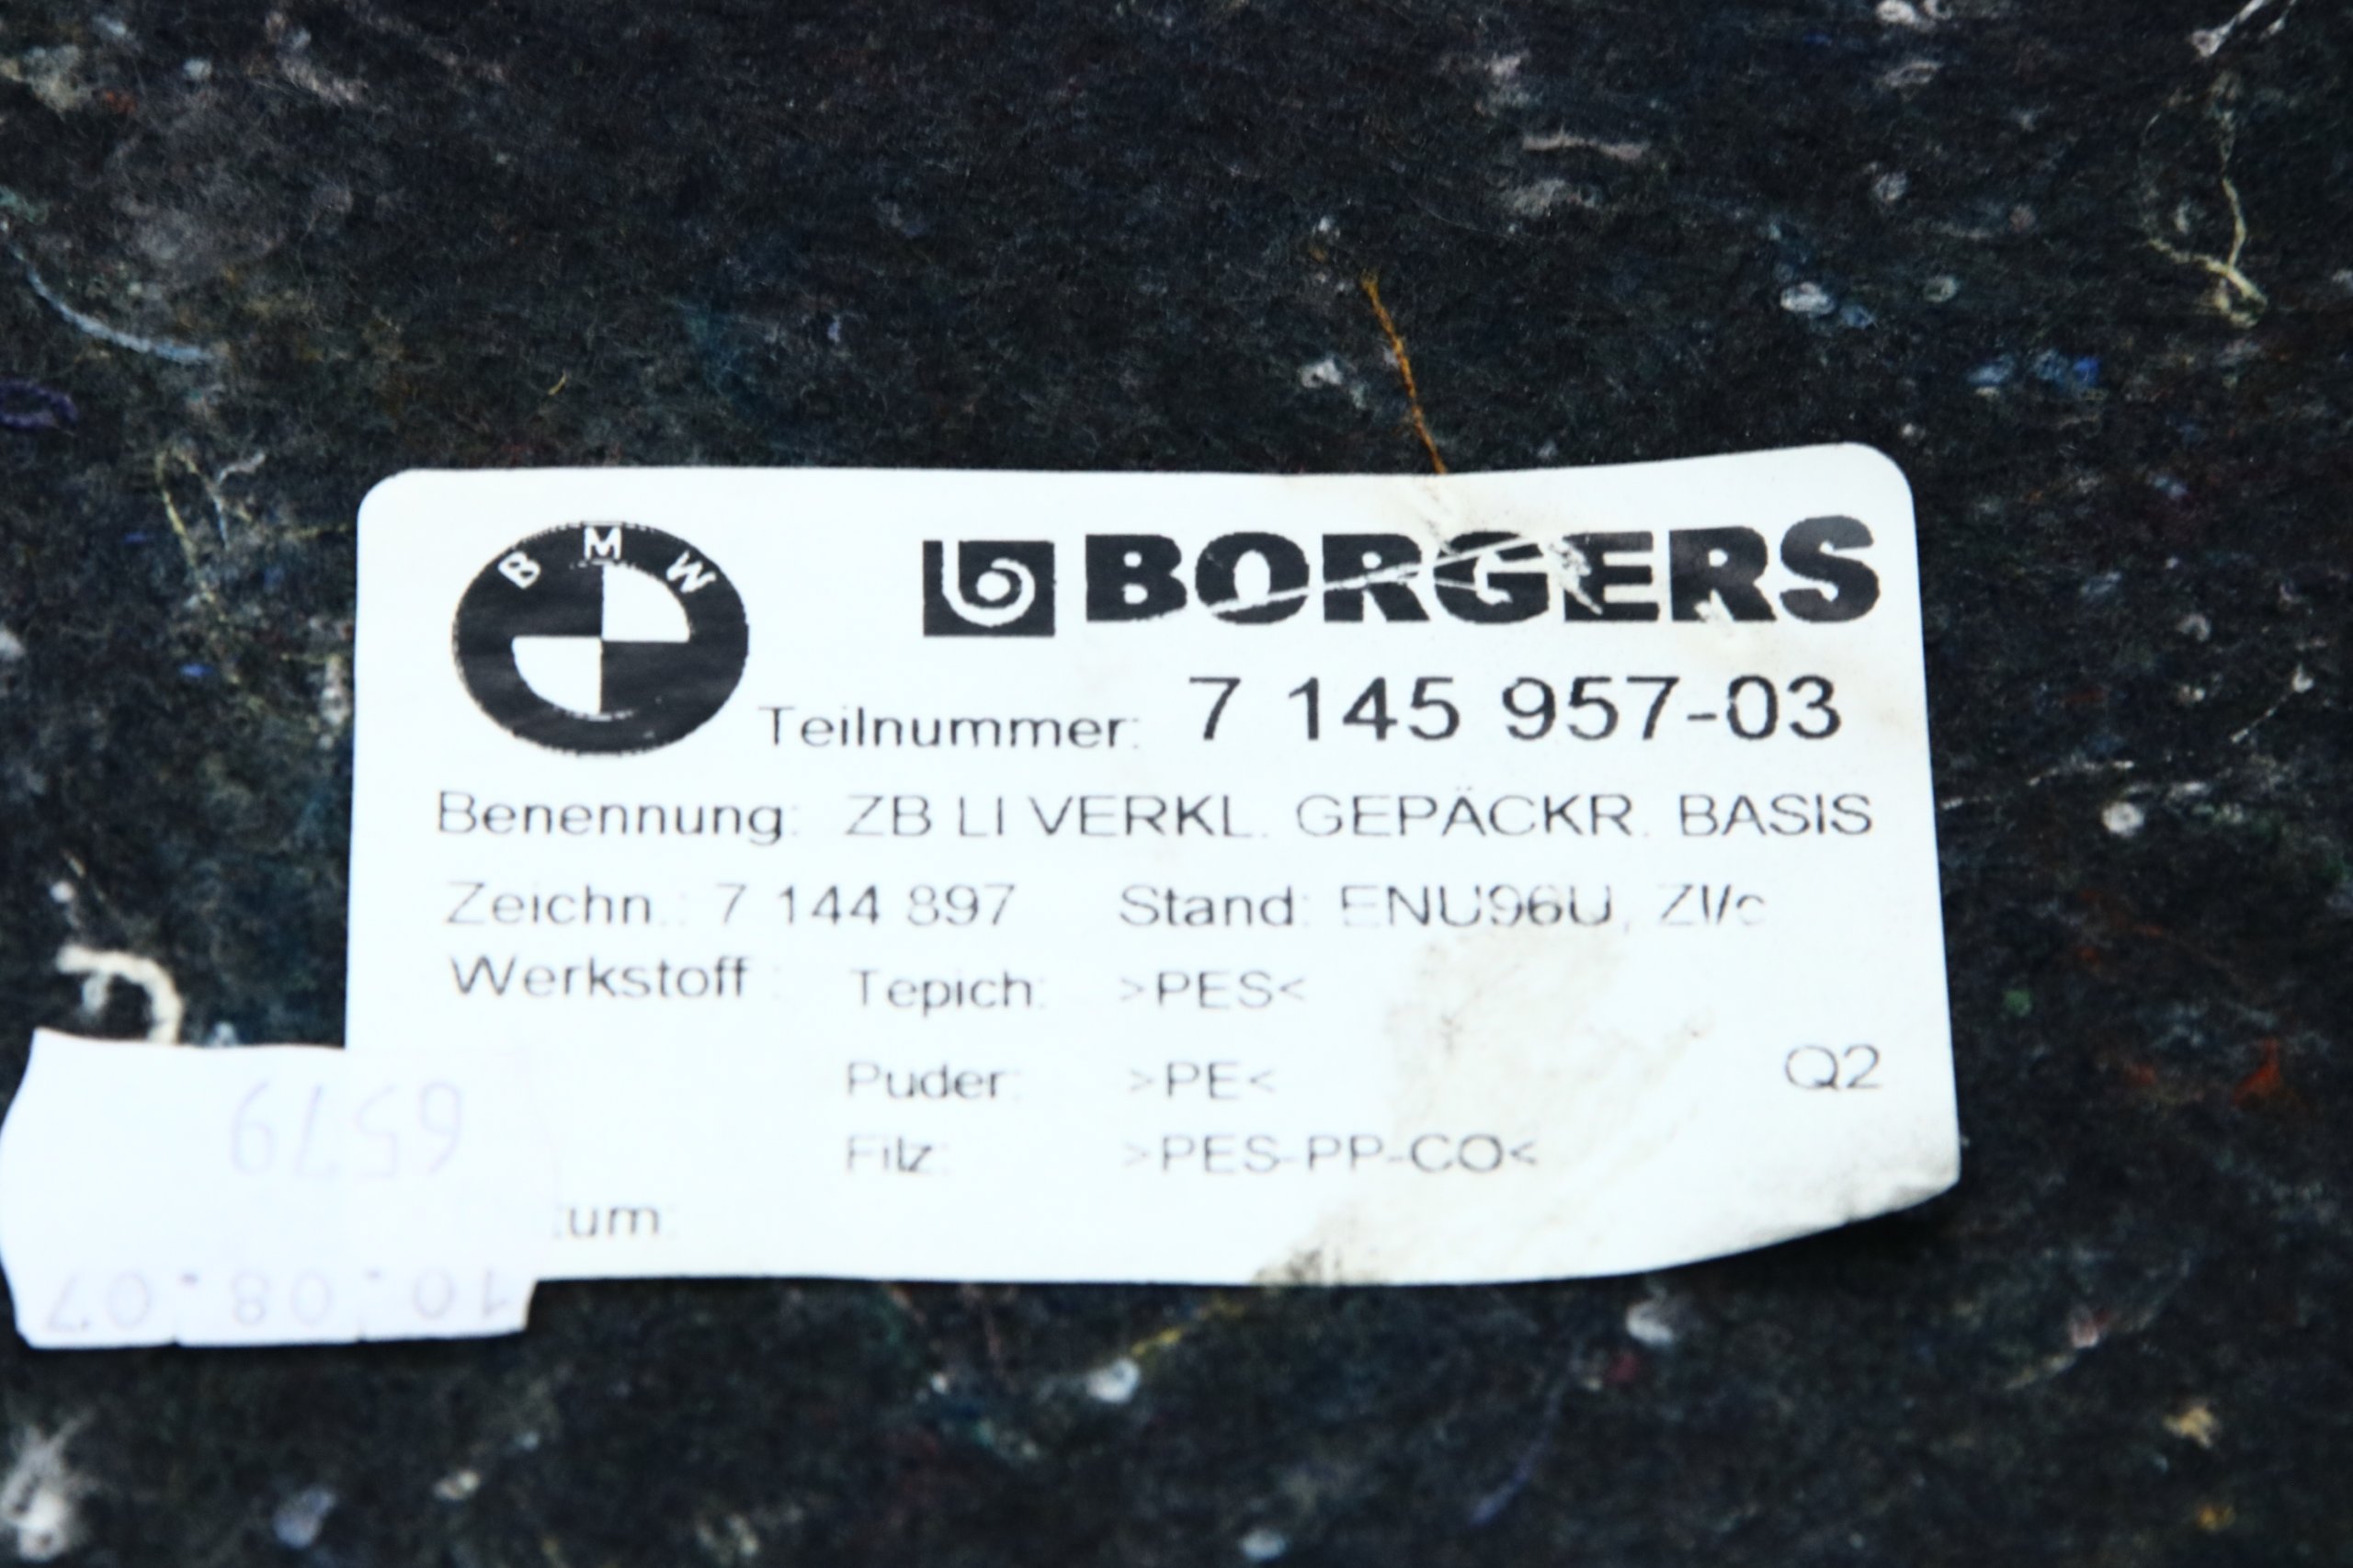 BMW
BORGERS
Teilnummer: 7 145 957-03
Benennung: ZB LI VERKL. GEPÄCKR. BASIS
Zeichn.: 7 144 897 Stand: ENU96U, ZI/c
Werkstoff : Tepich: >PES<
Puder: >PE<
Q2
Filz: >PES-PP-CO<
tum:
6579
10.08.07